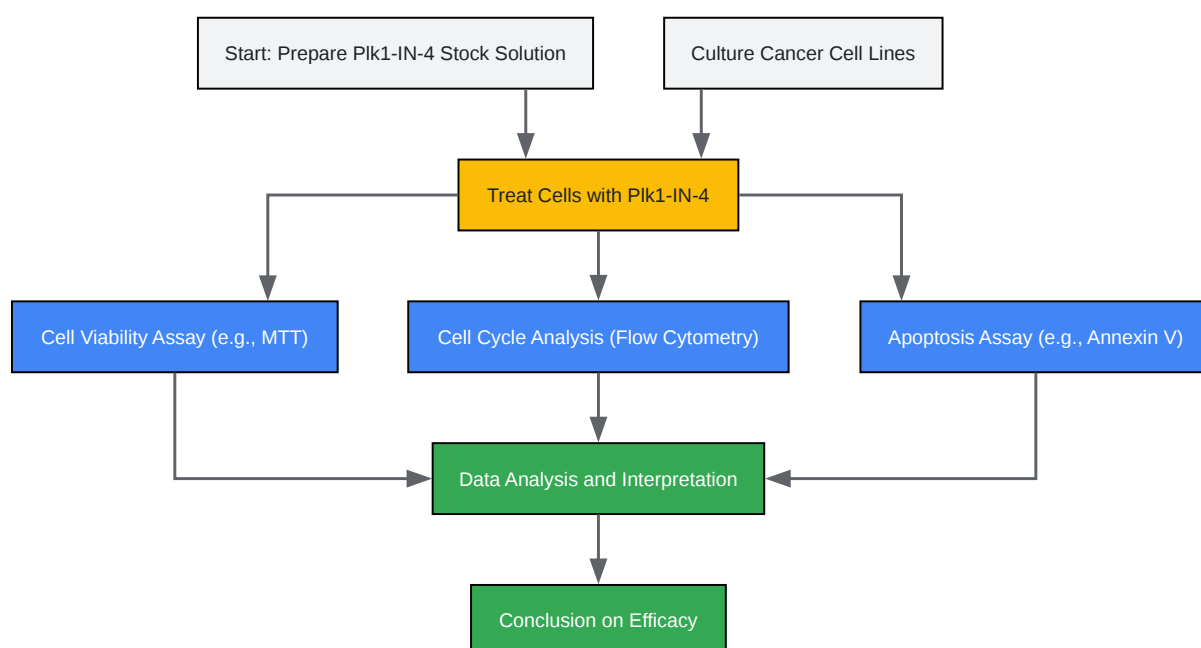 Start: Prepare Plk1-IN-4 Stock Solution
Culture Cancer Cell Lines
Treat Cells with Plk1-IN-4
Cell Viability Assay (e.g., MTT)
Cell Cycle Analysis (Flow Cytometry)
Apoptosis Assay (e.g., Annexin V)
Data Analysis and Interpretation
Conclusion on Efficacy